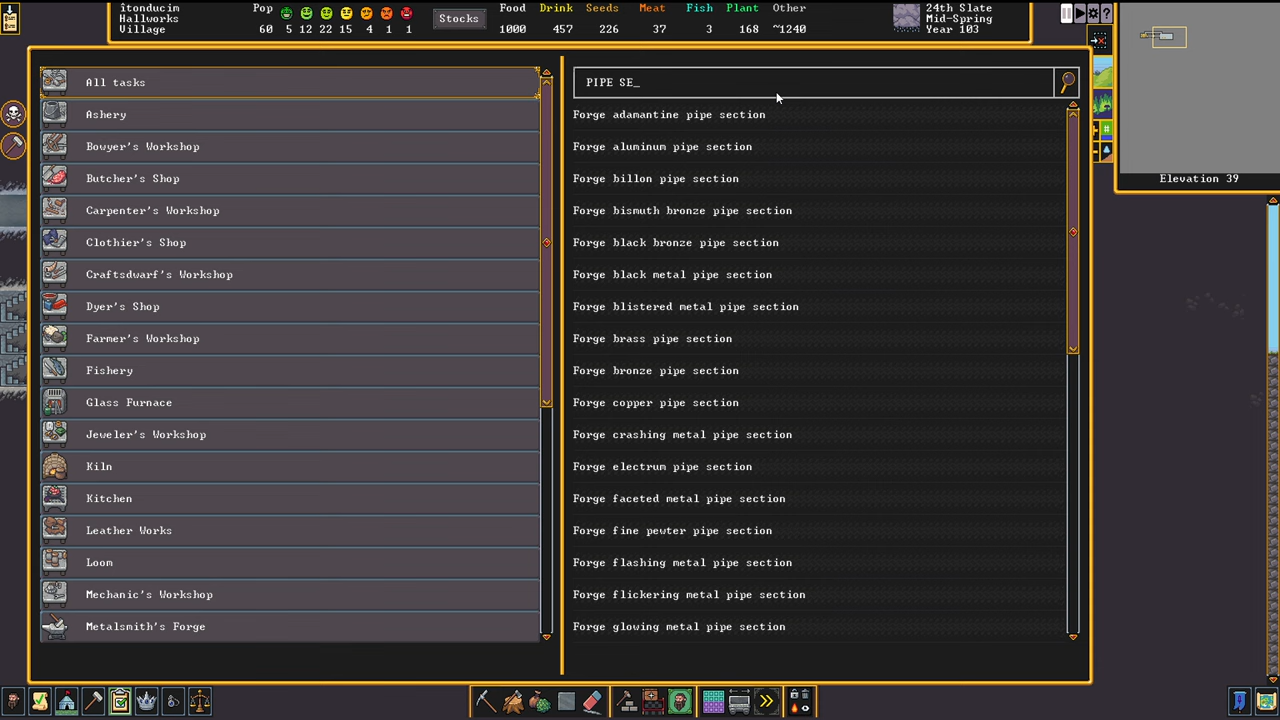 îtonducim
Hallworks
Village
Pop
60 5 12 22 15 4 1 1
Stocks
Food Drink Seeds Meat Fish Plant Other
1000 457 226 37 3 168 ~1240
24th Slate
Mid-Spring
Year 103
?
Elevation 39
All tasks
Ashery
Bowyer's Workshop
Butcher's Shop
Carpenter's Workshop
Clothier's Shop
Craftsdwarf's Workshop
Dyer's Shop
Farmer's Workshop
Fishery
Glass Furnace
Jeweler's Workshop
Kiln
Kitchen
Leather Works
Loom
Mechanic's Workshop
Metalsmith's Forge
PIPE SE_
Forge adamantine pipe section
Forge aluminum pipe section
Forge billon pipe section
Forge bismuth bronze pipe section
Forge black bronze pipe section
Forge black metal pipe section
Forge blistered metal pipe section
Forge brass pipe section
Forge bronze pipe section
Forge copper pipe section
Forge crashing metal pipe section
Forge electrum pipe section
Forge faceted metal pipe section
Forge fine pewter pipe section
Forge flashing metal pipe section
Forge flickering metal pipe section
Forge glowing metal pipe section